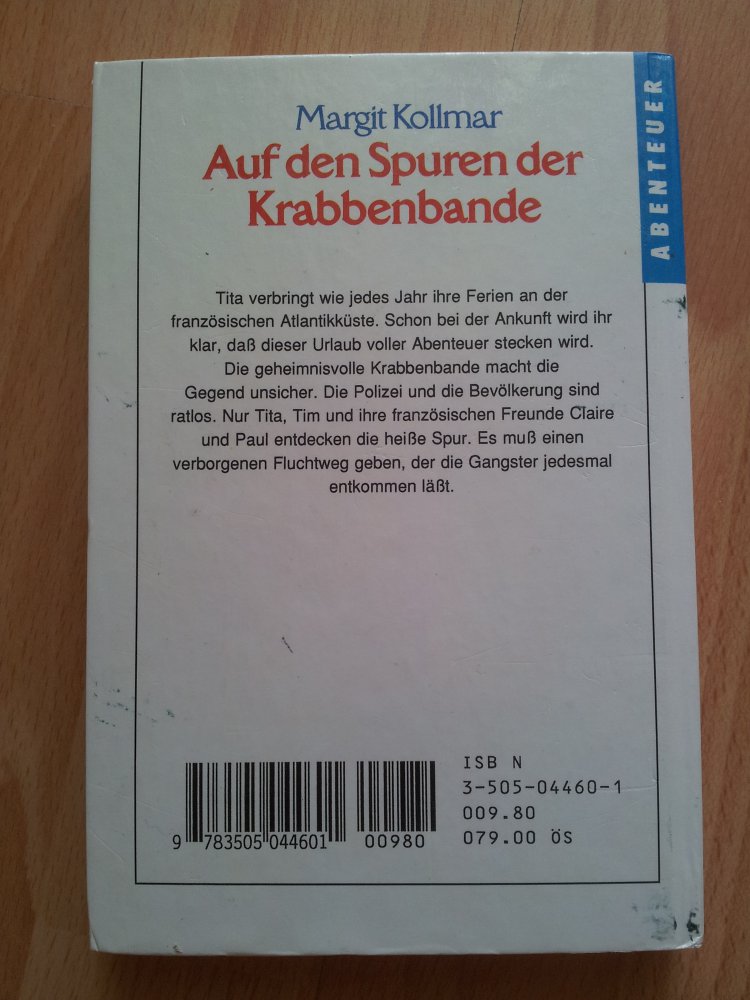 Margit Kollmar
Auf den Spuren der
Krabbenbande
ABENTEUER
Tita verbringt wie jedes Jahr ihre Ferien an der
französischen Atlantikküste. Schon bei der Ankunft wird ihr
klar, daß dieser Urlaub voller Abenteuer stecken wird.
Die geheimnisvolle Krabbenbande macht die
Gegend unsicher. Die Polizei und die Bevölkerung sind
ratlos. Nur Tita, Tim und ihre französischen Freunde Claire
und Paul entdecken die heiße Spur. Es muß einen
verborgenen Fluchtweg geben, der die Gangster jedesmal
entkommen läßt.
ISB N
3-505-04460-1
009.80
079.00 ÖS
9 783505 044601 00980